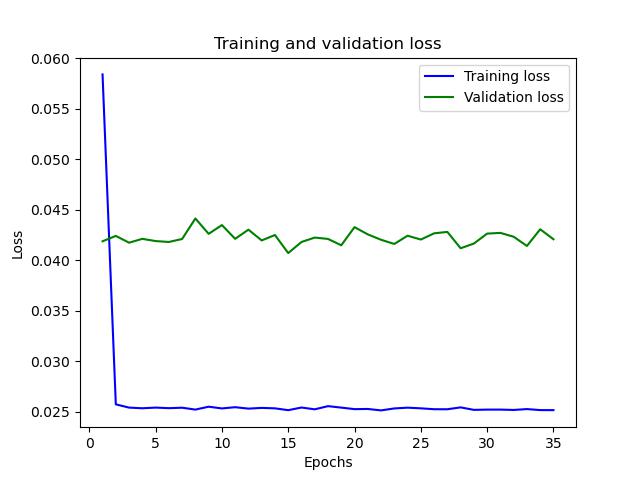 Training and validation loss
Training loss
Validation loss
0.060
0.055
0.050
0.045
0.040
0.035
0.030
0.025
Loss
0 5 10 15 20 25 30 35
Epochs